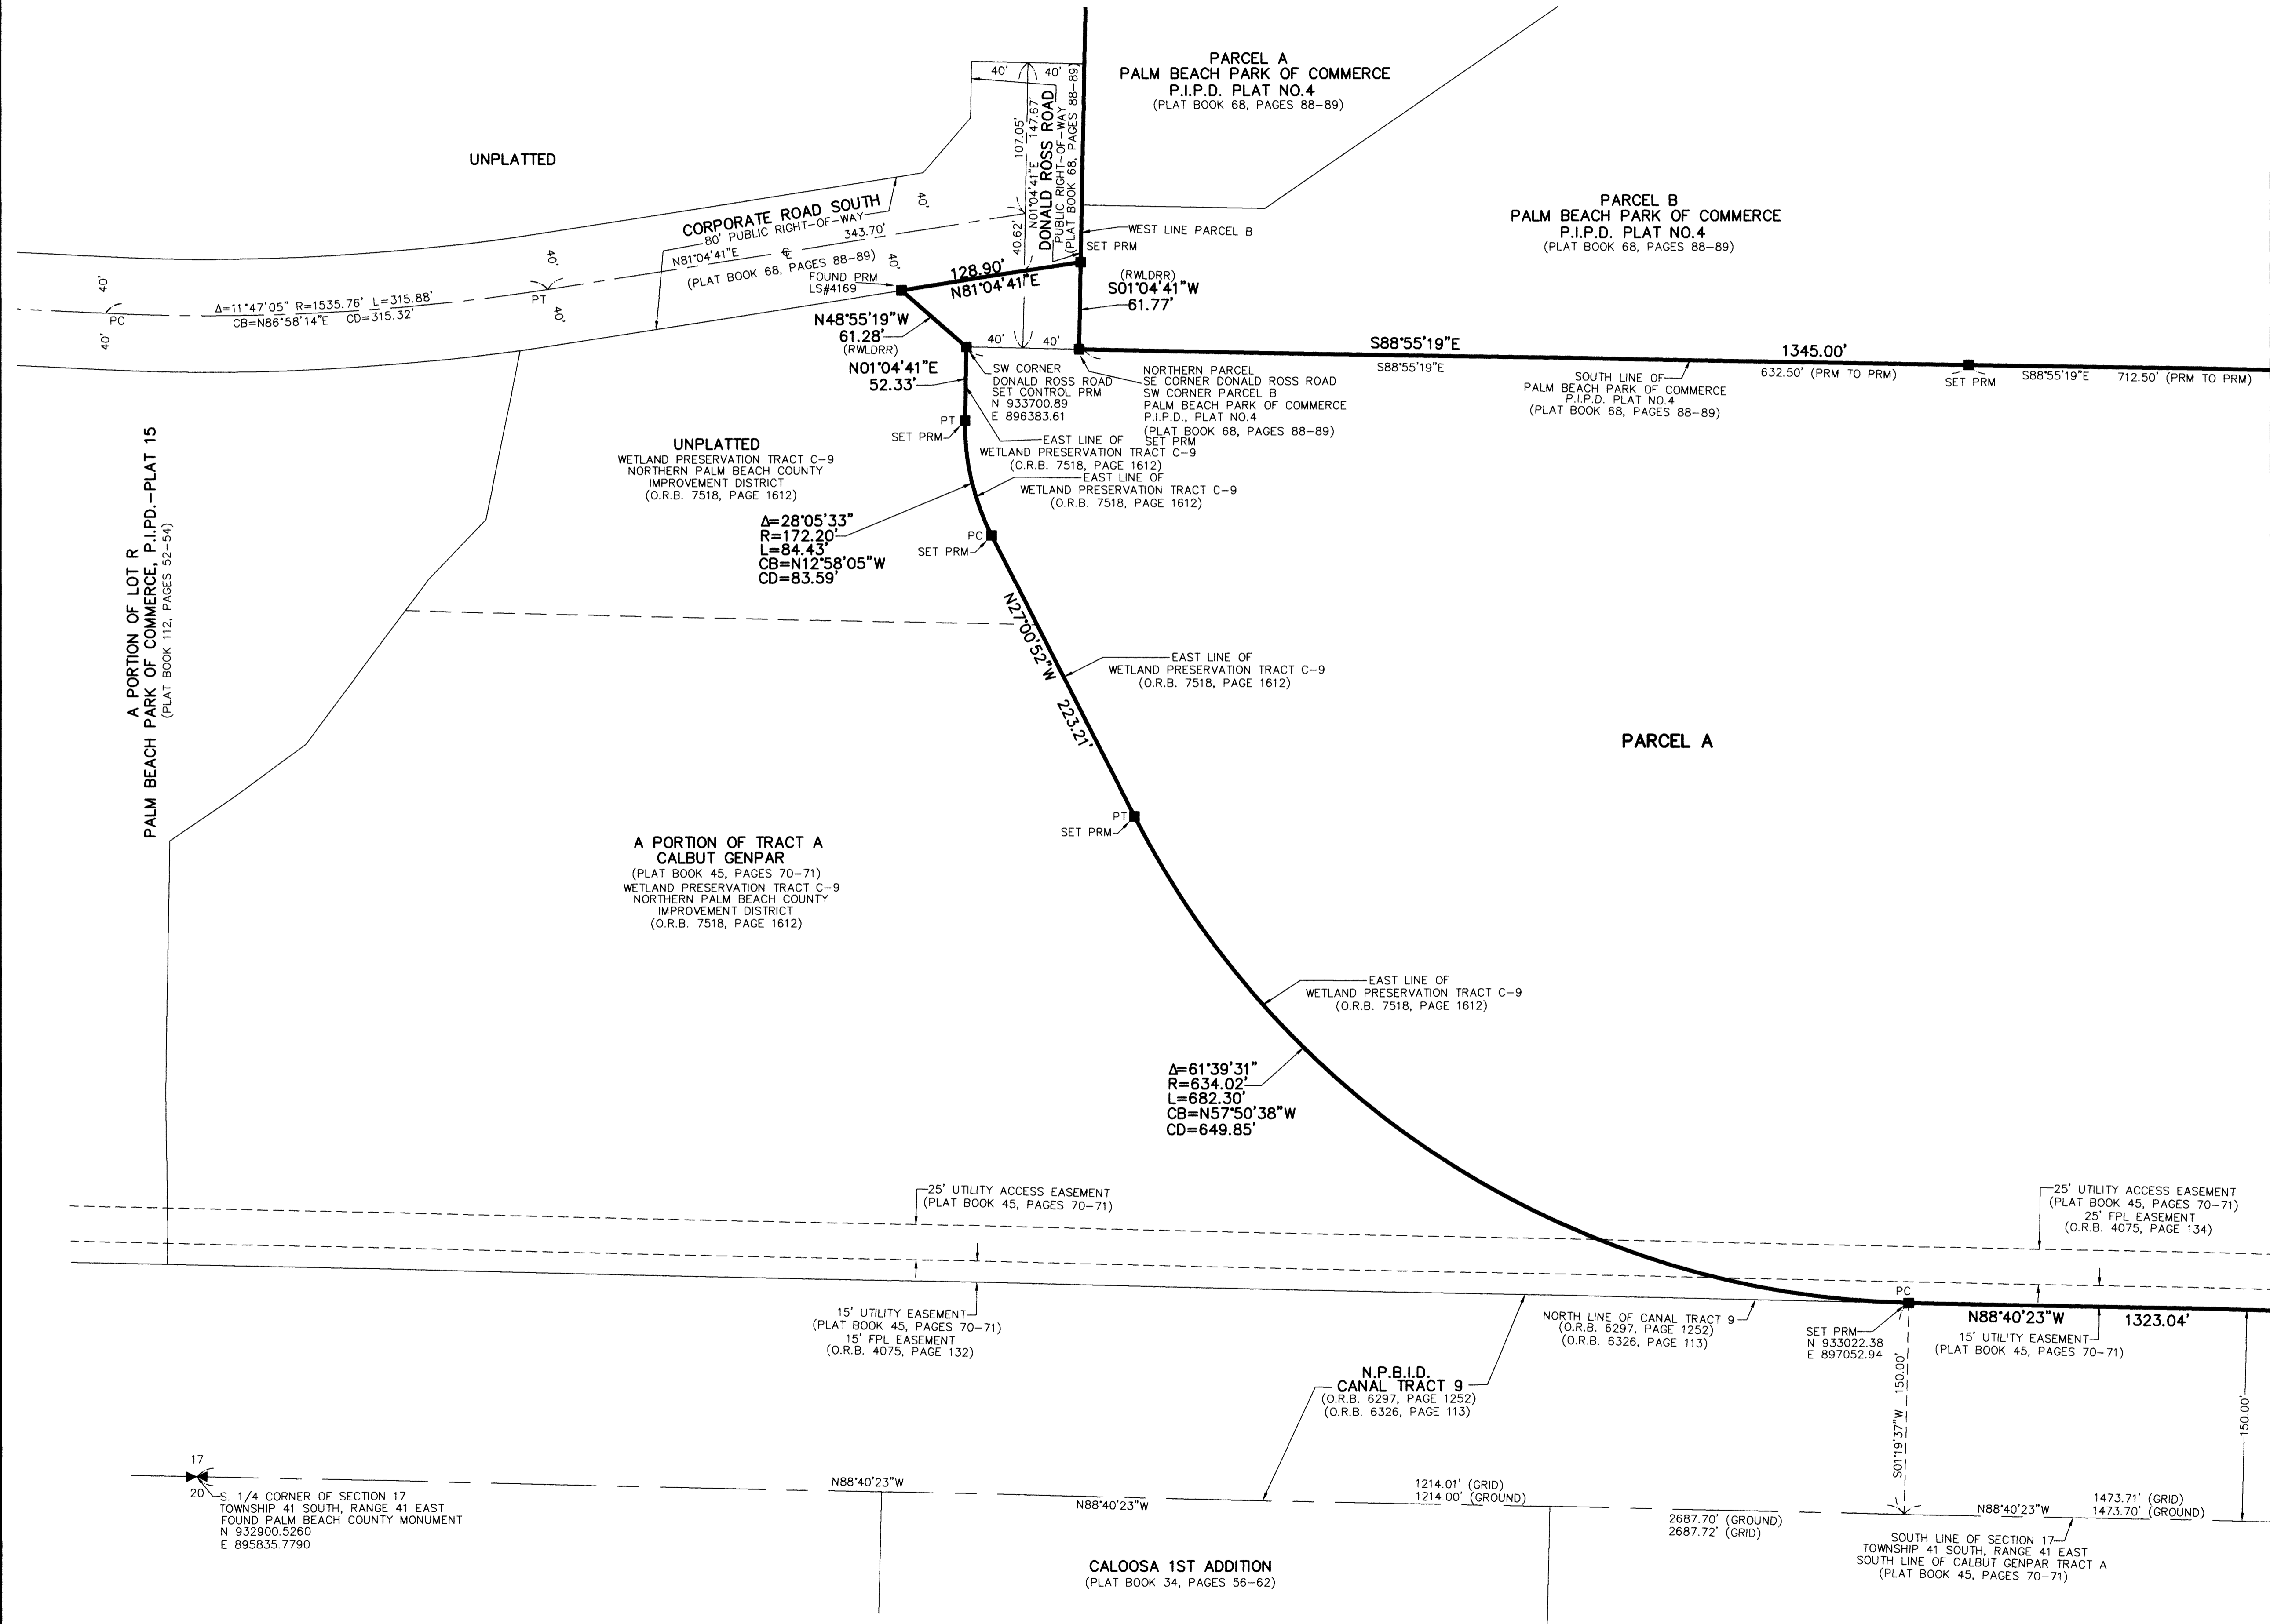 PARCEL A
PALM BEACH PARK OF COMMERCE
P.I.P.D. PLAT NO.4
(PLAT BOOK 68, PAGES 88-89)
40'
40'
107.05'
N01°04'41"E
147.67'
40.62'
DONALD ROSS ROAD
PUBLIC RIGHT-OF-WAY
(PLAT BOOK 68, PAGES 88-89)
UNPLATTED
CORPORATE ROAD SOUTH
80' PUBLIC RIGHT-OF-WAY
N81°04'41"E
343.70'
(PLAT BOOK 68, PAGES 88-89)
40'
40'
40'
40'
40'
40'
PC
Δ=11°47'05" R=1535.76' L=315.88'
CB=N86°58'14"E CD=315.32'
PT
FOUND PRM
LS#4169
128.90'
N81°04'41"E
WEST LINE PARCEL B
SET PRM
(RWLDRR)
S01°04'41"W
61.77'
PARCEL B
PALM BEACH PARK OF COMMERCE
P.I.P.D. PLAT NO.4
(PLAT BOOK 68, PAGES 88-89)
N48°55'19"W
61.28'
(RWLDRR)
40'
40'
N01°04'41"E
52.33'
SW CORNER
DONALD ROSS ROAD
SET CONTROL PRM
N 933700.89
E 896383.61
NORTHERN PARCEL
SE CORNER DONALD ROSS ROAD
SW CORNER PARCEL B
PALM BEACH PARK OF COMMERCE
P.I.P.D., PLAT NO.4
(PLAT BOOK 68, PAGES 88-89)
SET PRM
S88°55'19"E
1345.00'
S88°55'19"E
SOUTH LINE OF
PALM BEACH PARK OF COMMERCE
P.I.P.D. PLAT NO.4
(PLAT BOOK 68, PAGES 88-89)
632.50' (PRM TO PRM)
SET PRM
S88°55'19"E
712.50' (PRM TO PRM)
PT
SET PRM
EAST LINE OF
WETLAND PRESERVATION TRACT C-9
(O.R.B. 7518, PAGE 1612)
EAST LINE OF
WETLAND PRESERVATION TRACT C-9
(O.R.B. 7518, PAGE 1612)
UNPLATTED
WETLAND PRESERVATION TRACT C-9
NORTHERN PALM BEACH COUNTY
IMPROVEMENT DISTRICT
(O.R.B. 7518, PAGE 1612)
Δ=28°05'33"
R=172.20'
L=84.43'
CB=N12°58'05"W
CD=83.59'
PC
SET PRM
A PORTION OF LOT R
PALM BEACH PARK OF COMMERCE, P.I.PD.-PLAT 15
(PLAT BOOK 112, PAGES 52-54)
N27°00'52"W
223.21'
EAST LINE OF
WETLAND PRESERVATION TRACT C-9
(O.R.B. 7518, PAGE 1612)
PARCEL A
PT
SET PRM
A PORTION OF TRACT A
CALBUT GENPAR
(PLAT BOOK 45, PAGES 70-71)
WETLAND PRESERVATION TRACT C-9
NORTHERN PALM BEACH COUNTY
IMPROVEMENT DISTRICT
(O.R.B. 7518, PAGE 1612)
EAST LINE OF
WETLAND PRESERVATION TRACT C-9
(O.R.B. 7518, PAGE 1612)
Δ=61°39'31"
R=634.02'
L=682.30'
CB=N57°50'38"W
CD=649.85'
25' UTILITY ACCESS EASEMENT
(PLAT BOOK 45, PAGES 70-71)
25' UTILITY ACCESS EASEMENT
(PLAT BOOK 45, PAGES 70-71)
25' FPL EASEMENT
(O.R.B. 4075, PAGE 134)
15' UTILITY EASEMENT
(PLAT BOOK 45, PAGES 70-71)
15' FPL EASEMENT
(O.R.B. 4075, PAGE 132)
NORTH LINE OF CANAL TRACT 9
(O.R.B. 6297, PAGE 1252)
(O.R.B. 6326, PAGE 113)
PC
SET PRM
N 933022.38
E 897052.94
N88°40'23"W
1323.04'
15' UTILITY EASEMENT
(PLAT BOOK 45, PAGES 70-71)
N.P.B.I.D.
CANAL TRACT 9
(O.R.B. 6297, PAGE 1252)
(O.R.B. 6326, PAGE 113)
S01°19'37"W 150.00'
150.00'
17
20
S. 1/4 CORNER OF SECTION 17
TOWNSHIP 41 SOUTH, RANGE 41 EAST
FOUND PALM BEACH COUNTY MONUMENT
N 932900.5260
E 895835.7790
N88°40'23"W
N88°40'23"W
1214.01' (GRID)
1214.00' (GROUND)
2687.70' (GROUND)
2687.72' (GRID)
N88°40'23"W
1473.71' (GRID)
1473.70' (GROUND)
SOUTH LINE OF SECTION 17
TOWNSHIP 41 SOUTH, RANGE 41 EAST
SOUTH LINE OF CALBUT GENPAR TRACT A
(PLAT BOOK 45, PAGES 70-71)
CALOOSA 1ST ADDITION
(PLAT BOOK 34, PAGES 56-62)